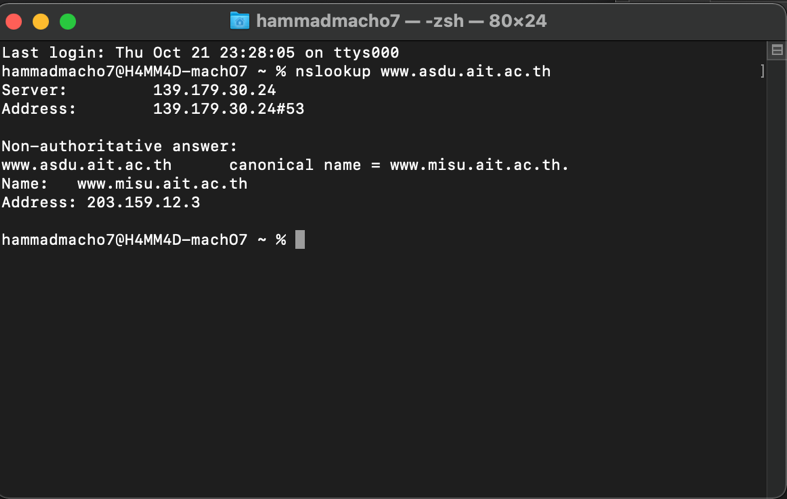 hammadmacho7 — -zsh — 80×24
Last login: Thu Oct 21 23:28:05 on ttys000
hammadmacho7@H4MM4D-machO7 ~ % nslookup www.asdu.ait.ac.th ]
Server:         139.179.30.24
Address:        139.179.30.24#53
Non-authoritative answer:
www.asdu.ait.ac.th      canonical name = www.misu.ait.ac.th.
Name:   www.misu.ait.ac.th
Address: 203.159.12.3
hammadmacho7@H4MM4D-machO7 ~ %